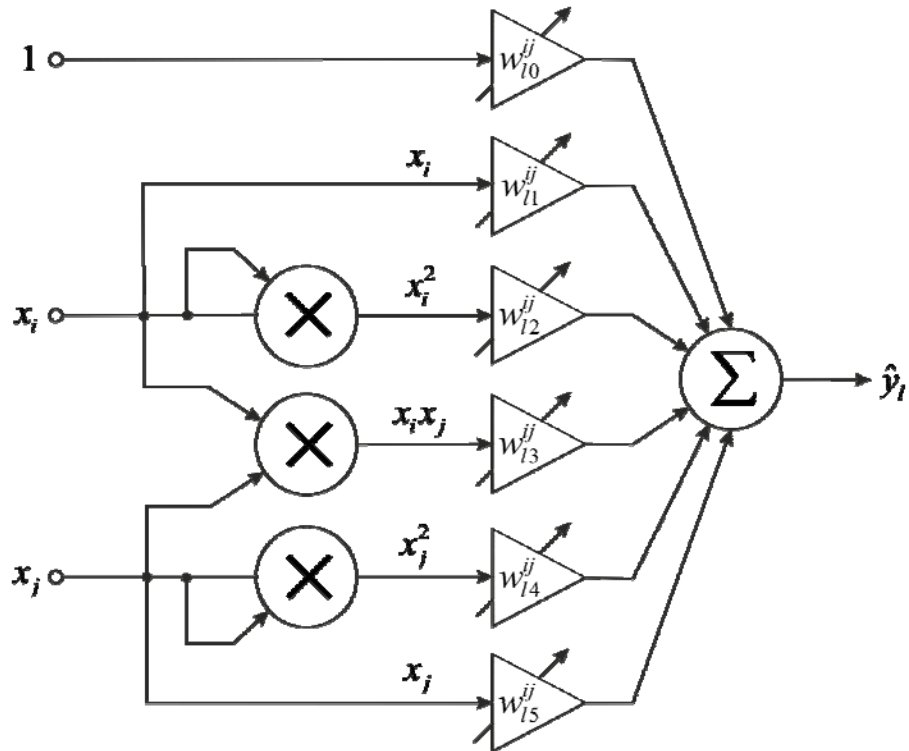 1
w_{l0}^{ij}
x_i
w_{l1}^{ij}
x_i
x_i^2
w_{l2}^{ij}
Σ
ŷ_l
x_i x_j
w_{l3}^{ij}
x_j
x_j^2
w_{l4}^{ij}
x_j
w_{l5}^{ij}